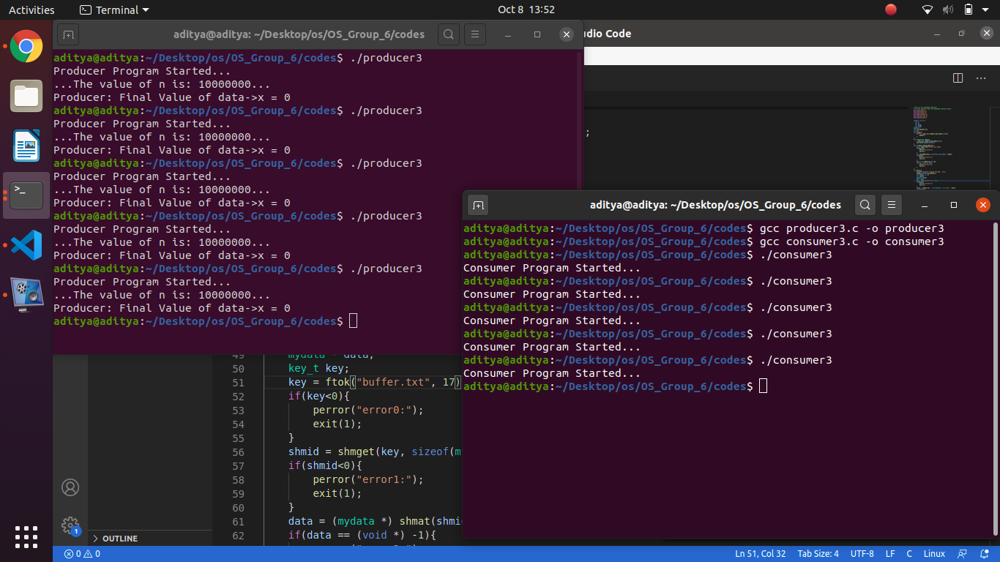 Activities
Terminal
Oct 8 13:52
aditya@aditya: ~/Desktop/os/OS_Group_6/codes
aditya@aditya:~/Desktop/os/OS_Group_6/codes$ ./producer3
Producer Program Started...
...The value of n is: 10000000...
Producer: Final Value of data->x = 0
aditya@aditya:~/Desktop/os/OS_Group_6/codes$ ./producer3
Producer Program Started...
...The value of n is: 10000000...
Producer: Final Value of data->x = 0
aditya@aditya:~/Desktop/os/OS_Group_6/codes$ ./producer3
Producer Program Started...
...The value of n is: 10000000...
Producer: Final Value of data->x = 0
aditya@aditya:~/Desktop/os/OS_Group_6/codes$ ./producer3
Producer Program Started...
...The value of n is: 10000000...
Producer: Final Value of data->x = 0
aditya@aditya:~/Desktop/os/OS_Group_6/codes$ ./producer3
Producer Program Started...
...The value of n is: 10000000...
Producer: Final Value of data->x = 0
aditya@aditya:~/Desktop/os/OS_Group_6/codes$
udio Code
;
aditya@aditya: ~/Desktop/os/OS_Group_6/codes
aditya@aditya:~/Desktop/os/OS_Group_6/codes$ gcc producer3.c -o producer3
aditya@aditya:~/Desktop/os/OS_Group_6/codes$ gcc consumer3.c -o consumer3
aditya@aditya:~/Desktop/os/OS_Group_6/codes$ ./consumer3
Consumer Program Started...
aditya@aditya:~/Desktop/os/OS_Group_6/codes$ ./consumer3
Consumer Program Started...
aditya@aditya:~/Desktop/os/OS_Group_6/codes$ ./consumer3
Consumer Program Started...
aditya@aditya:~/Desktop/os/OS_Group_6/codes$ ./consumer3
Consumer Program Started...
aditya@aditya:~/Desktop/os/OS_Group_6/codes$ ./consumer3
Consumer Program Started...
aditya@aditya:~/Desktop/os/OS_Group_6/codes$
49 mydata * data;
50 key_t key;
51 key = ftok("buffer.txt", 17)
52 if(key<0){
53 perror("error0:");
54 exit(1);
55 }
56 shmid = shmget(key, sizeof(m
57 if(shmid<0){
58 perror("error1:");
59 exit(1);
60 }
61 data = (mydata *) shmat(shmi
62 if(data == (void *) -1){
1
OUTLINE
0 0
Ln 51, Col 32
Tab Size: 4
UTF-8
LF
C
Linux